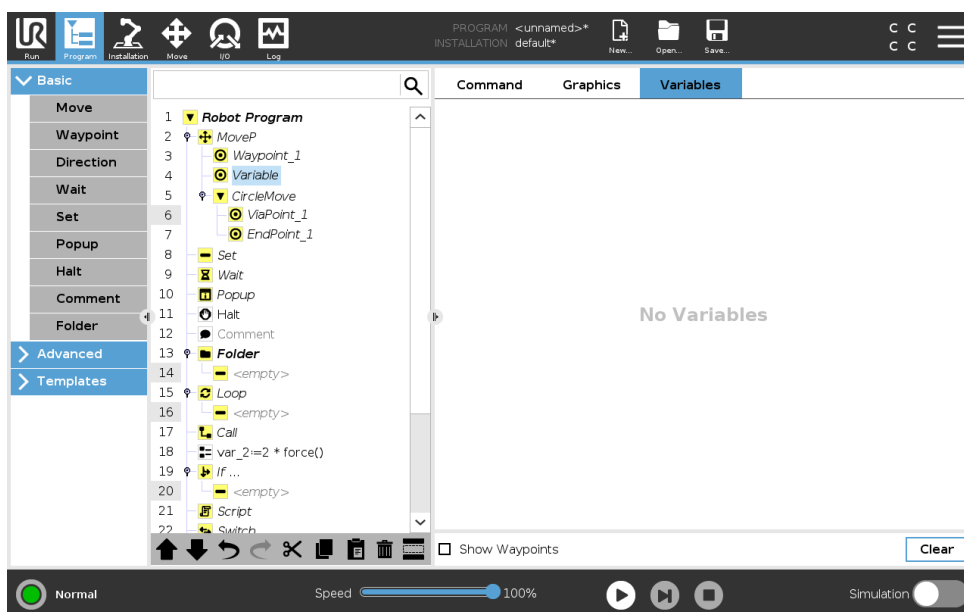 PROGRAM <unnamed>*
INSTALLATION default*
Run
Program
Installation
Move
I/O
Log
New...
Open...
Save...
C C
C C
Basic
Move
Waypoint
Direction
Wait
Set
Popup
Halt
Comment
Folder
Advanced
Templates
1 Robot Program
2 MoveP
3 Waypoint_1
4 Variable
5 CircleMove
6 ViaPoint_1
7 EndPoint_1
8 Set
9 Wait
10 Popup
11 Halt
12 Comment
13 Folder
14 <empty>
15 Loop
16 <empty>
17 Call
18 var_2:=2 * force()
19 If ...
20 <empty>
21 Script
22 Switch
Command Graphics Variables
No Variables
Show Waypoints
Clear
Normal
Speed 100%
Simulation